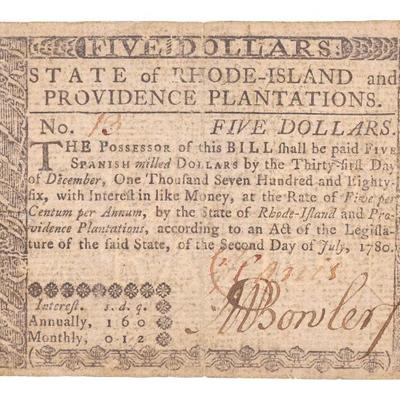 FIVE DOLLARS:
STATE of RHODE-ISLAND and
PROVIDENCE PLANTATIONS.
No. 13 FIVE DOLLARS.
THE POSSESSOR of this BILL shall be paid FIVE
SPANISH milled DOLLARS by the Thirty-first Day
of December, One Thousand Seven Hundred and Eighty-
six, with Interest in like Money, at the Rate of Five per
Centum per Annum, by the State of Rhode-Island and Pro-
vidence Plantations, according to an Act of the Legisla-
ture of the said State, of the Second Day of July, 1780.
Interest. s. d. q.
Annually, 1 6 0
Monthly, 0 1 2
Bowler